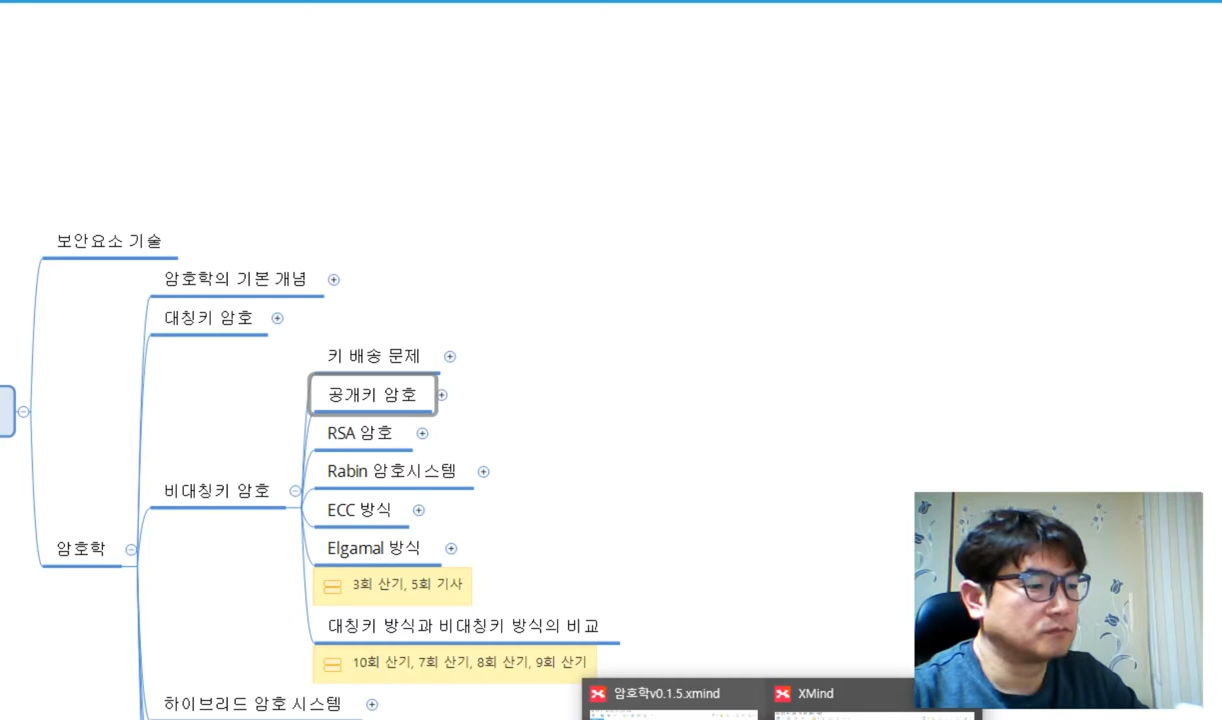 보안요소 기술
암호학의 기본 개념
대칭키 암호
키 배송 문제
공개키 암호
RSA 암호
Rabin 암호시스템
비대칭키 암호
ECC 방식
암호학
Elgamal 방식
3회 산기, 5회 기사
대칭키 방식과 비대칭키 방식의 비교
10회 산기, 7회 산기, 8회 산기, 9회 산기
하이브리드 암호 시스템
암호학v0.1.5.xmind
XMind